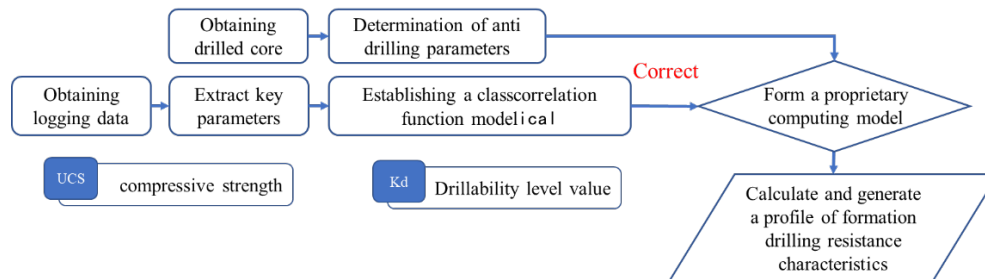 Obtaining
drilled core
Determination of anti
drilling parameters
Correct
Obtaining
logging data
Extract key
parameters
Establishing a classcorrelation
function modelical
Form a proprietary
computing model
UCS
compressive strength
Kd
Drillability level value
Calculate and generate
a profile of formation
drilling resistance
characteristics